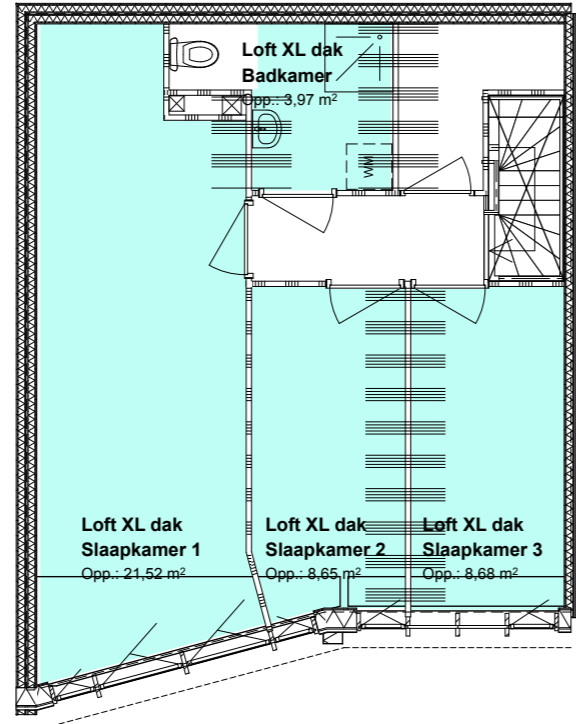 Loft XL dak
Badkamer
Opp.: 3,97 m²
WM
Loft XL dak
Slaapkamer 1
Opp.: 21,52 m²
Loft XL dak
Slaapkamer 2
Opp.: 8,65 m²
Loft XL dak
Slaapkamer 3
Opp.: 8,68 m²